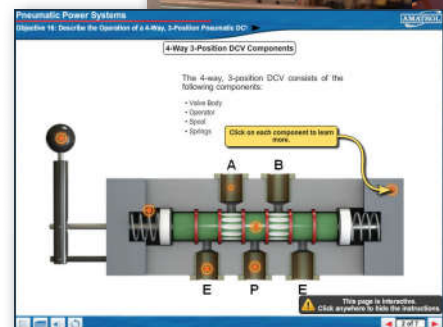 Pneumatic Power Systems
AMATROL
Objective 16: Describe the Operation of a 4-Way, 3-Position Pneumatic DCV
4-Way 3-Position DCV Components
The 4-way, 3-position DCV consists of the
following components:
• Valve Body
• Operator
• Spool
• Springs
Click on each component to learn
more.
A B
E P E
This page is interactive.
Click anywhere to hide the instructions
2 of 7